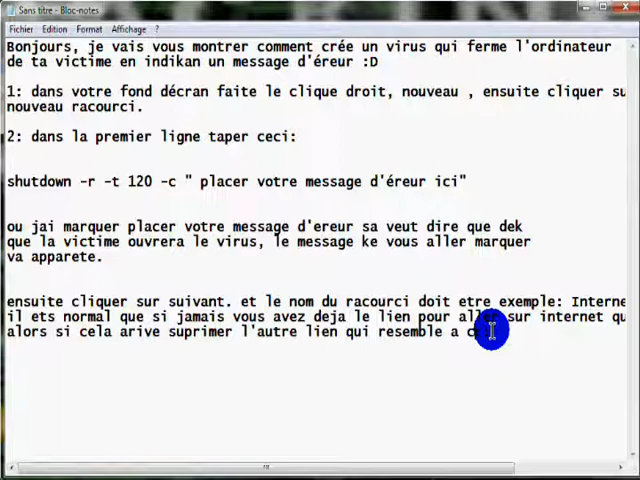 Sans titre - Bloc-notes
Fichier Edition Format Affichage ?
Bonjours, je vais vous montrer comment crée un virus qui ferme l'ordinateur
de ta victime en indikan un message d'éreur :D
1: dans votre fond décran faite le clique droit, nouveau , ensuite cliquer su
nouveau racourci.
2: dans la premier ligne taper ceci:
shutdown -r -t 120 -c " placer votre message d'éreur ici"
ou jai marquer placer votre message d'ereur sa veut dire que dek
que la victime ouvrera le virus, le message ke vous aller marquer
va apparete.
ensuite cliquer sur suivant. et le nom du racourci doit etre exemple: Interne
il ets normal que si jamais vous avez deja le lien pour aller sur internet qu
alors si cela arive suprimer l'autre lien qui resemble a